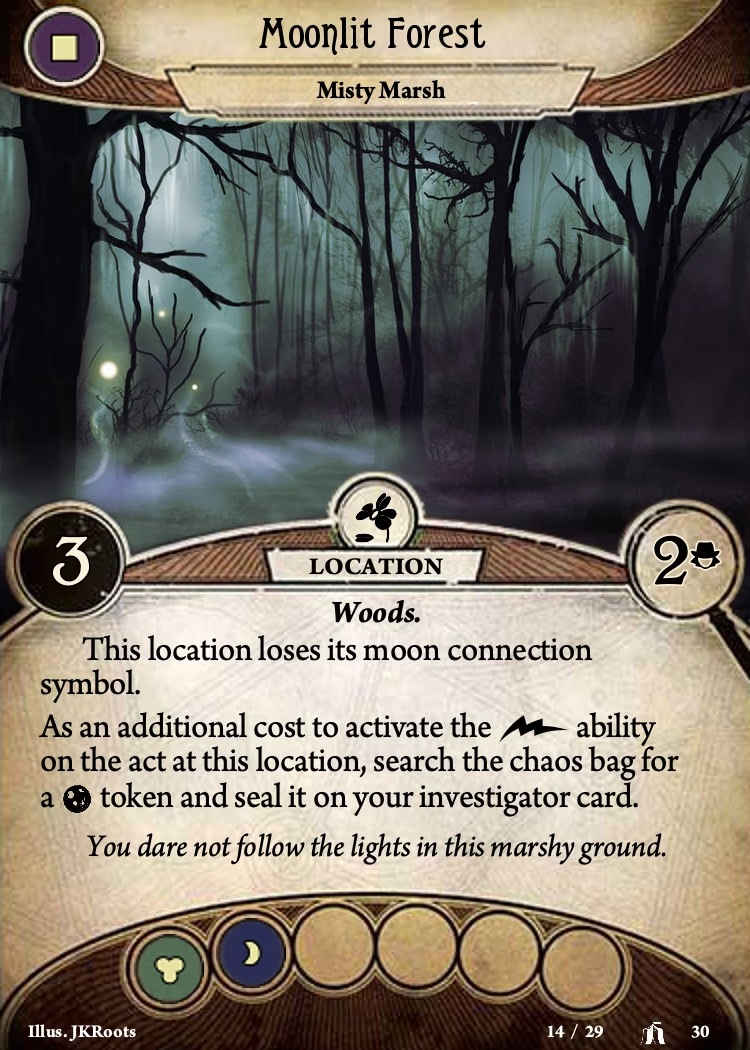 Moonlit Forest
Misty Marsh
3
2
LOCATION
Woods.
This location loses its moon connection
symbol.
As an additional cost to activate the ability
on the act at this location, search the chaos bag for
a token and seal it on your investigator card.
You dare not follow the lights in this marshy ground.
Illus. JKRoots
14 / 29
30